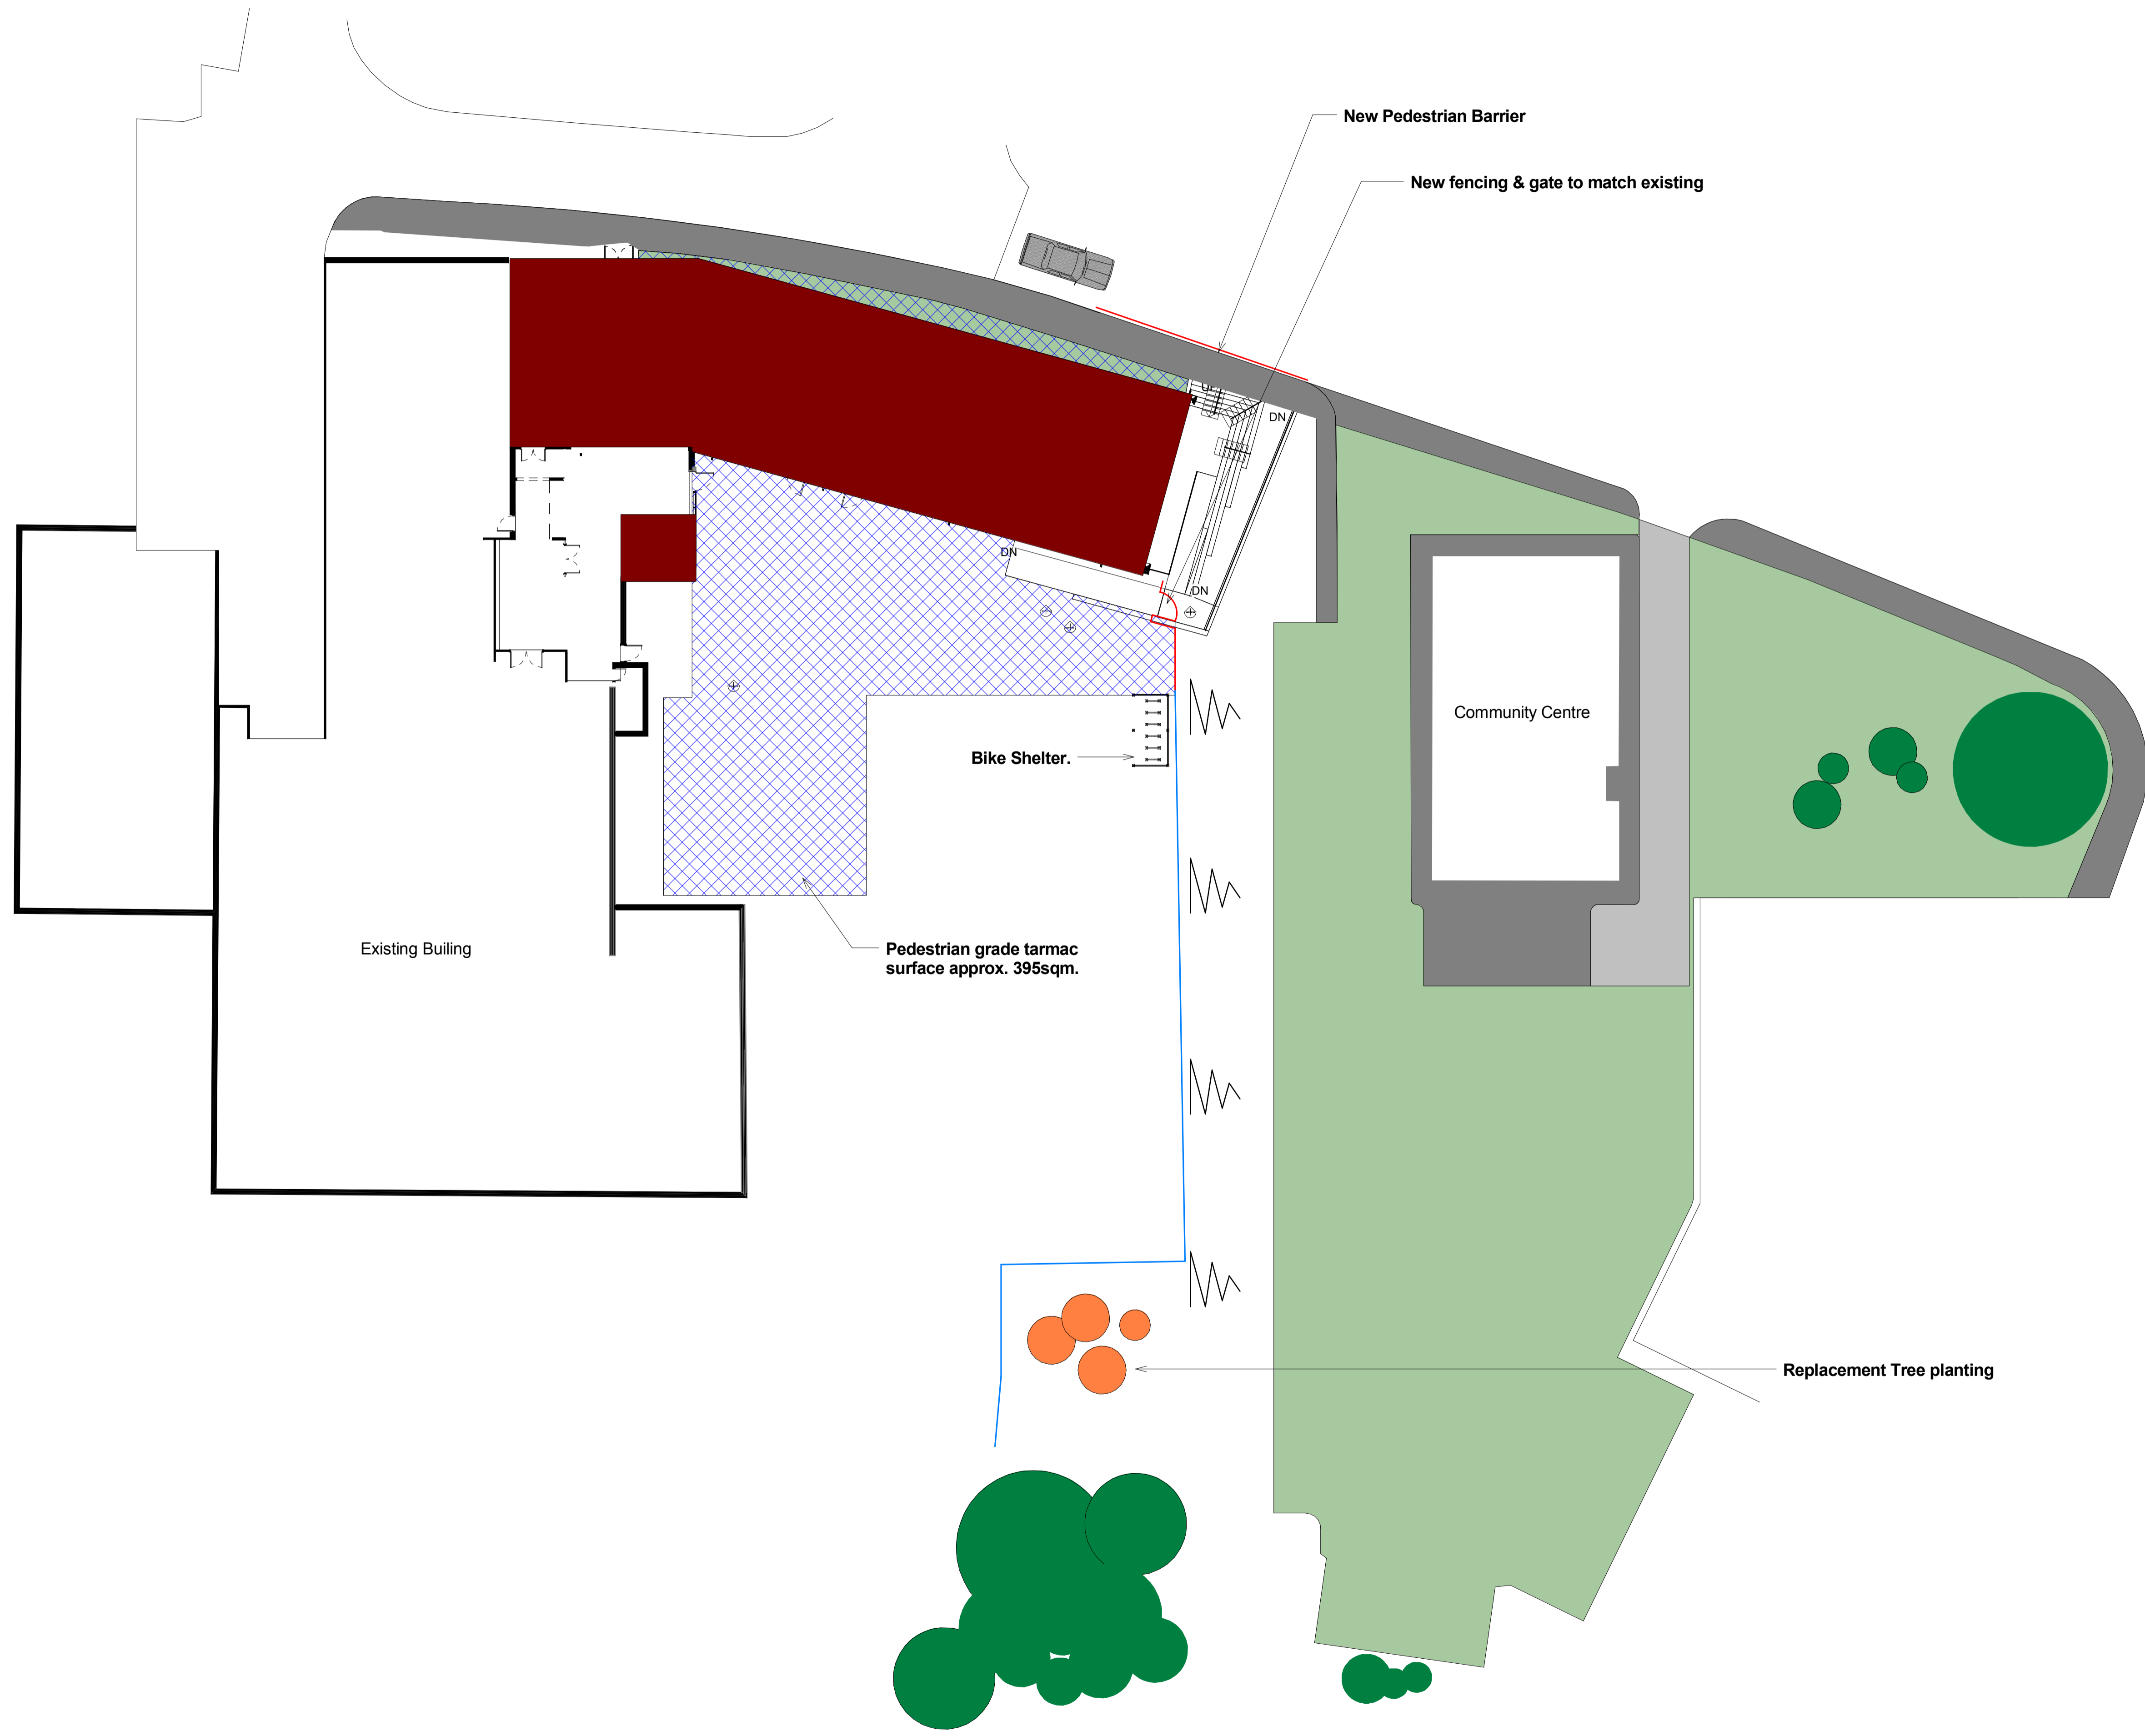 New Pedestrian Barrier
New fencing & gate to match existing
UP
DN
DN
DN
Community Centre
Bike Shelter.
Existing Builing
Pedestrian grade tarmac
surface approx. 395sqm.
Replacement Tree planting